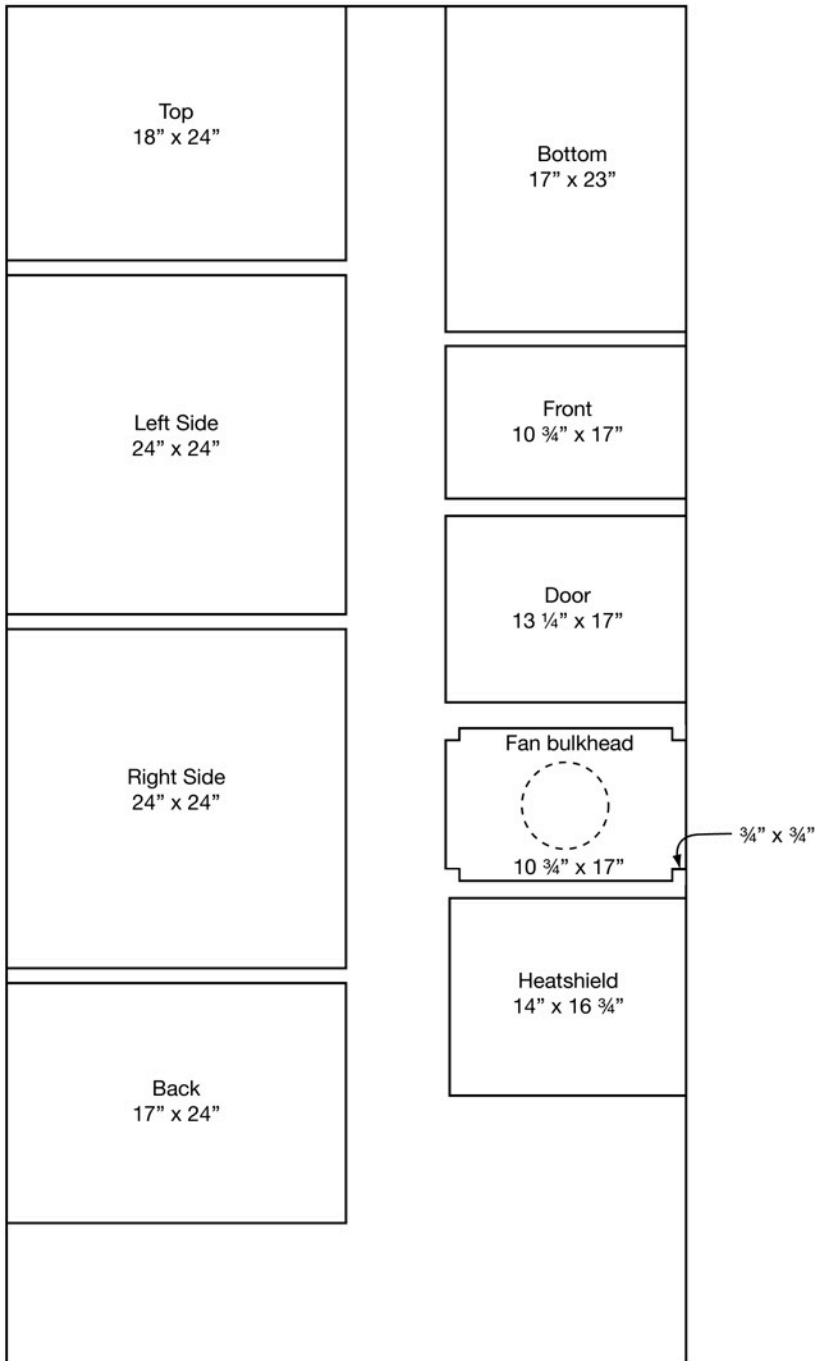 Top
18” x 24”
Bottom
17” x 23”
Left Side
24” x 24”
Front
10 ¾” x 17”
Door
13 ¼” x 17”
Right Side
24” x 24”
Fan bulkhead
10 ¾” x 17”
¾” x ¾”
Heatshield
14” x 16 ¾”
Back
17” x 24”